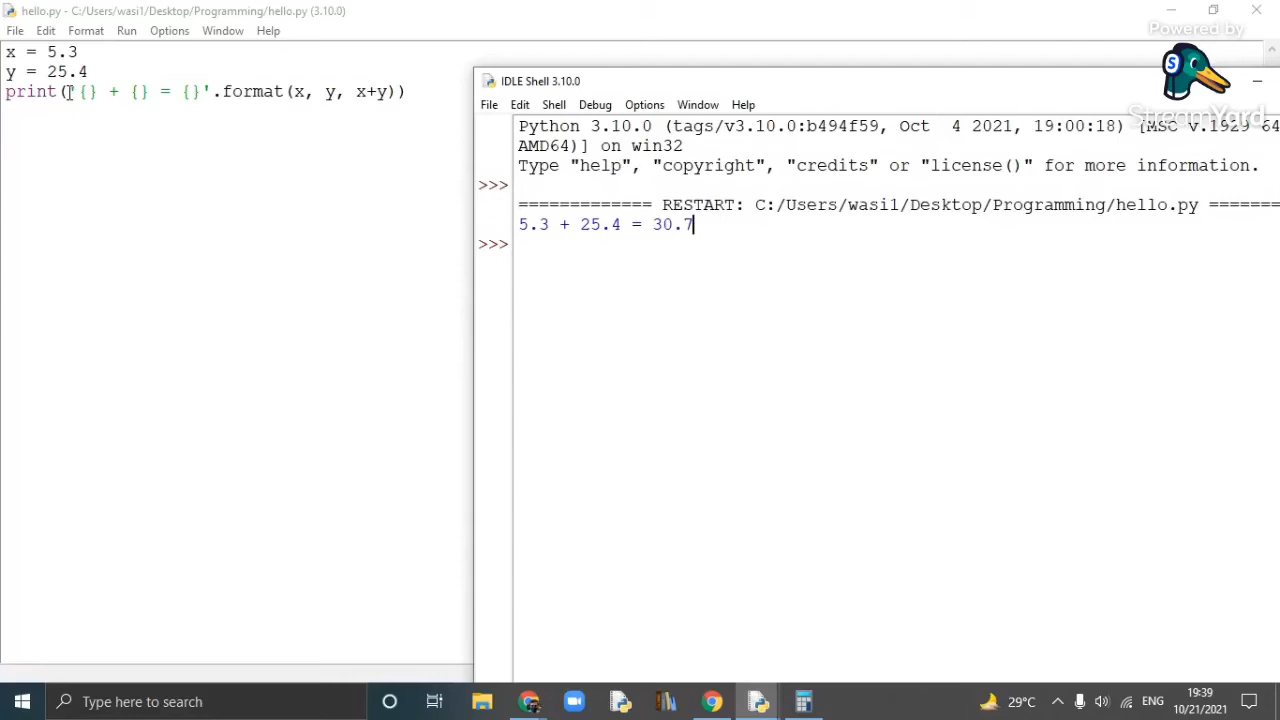 hello.py - C:/Users/wasi1/Desktop/Programming/hello.py (3.10.0)
File Edit Format Run Options Window Help
Powered by
StreamYard
x = 5.3
y = 25.4
print('{} + {} = {}'.format(x, y, x+y))
IDLE Shell 3.10.0
File Edit Shell Debug Options Window Help
Python 3.10.0 (tags/v3.10.0:b494f59, Oct  4 2021, 19:00:18) [MSC v.1929 64
AMD64)] on win32
Type "help", "copyright", "credits" or "license()" for more information.
>>>
============= RESTART: C:/Users/wasi1/Desktop/Programming/hello.py =======
5.3 + 25.4 = 30.7
>>>
Type here to search
29°C
ENG
19:39
10/21/2021